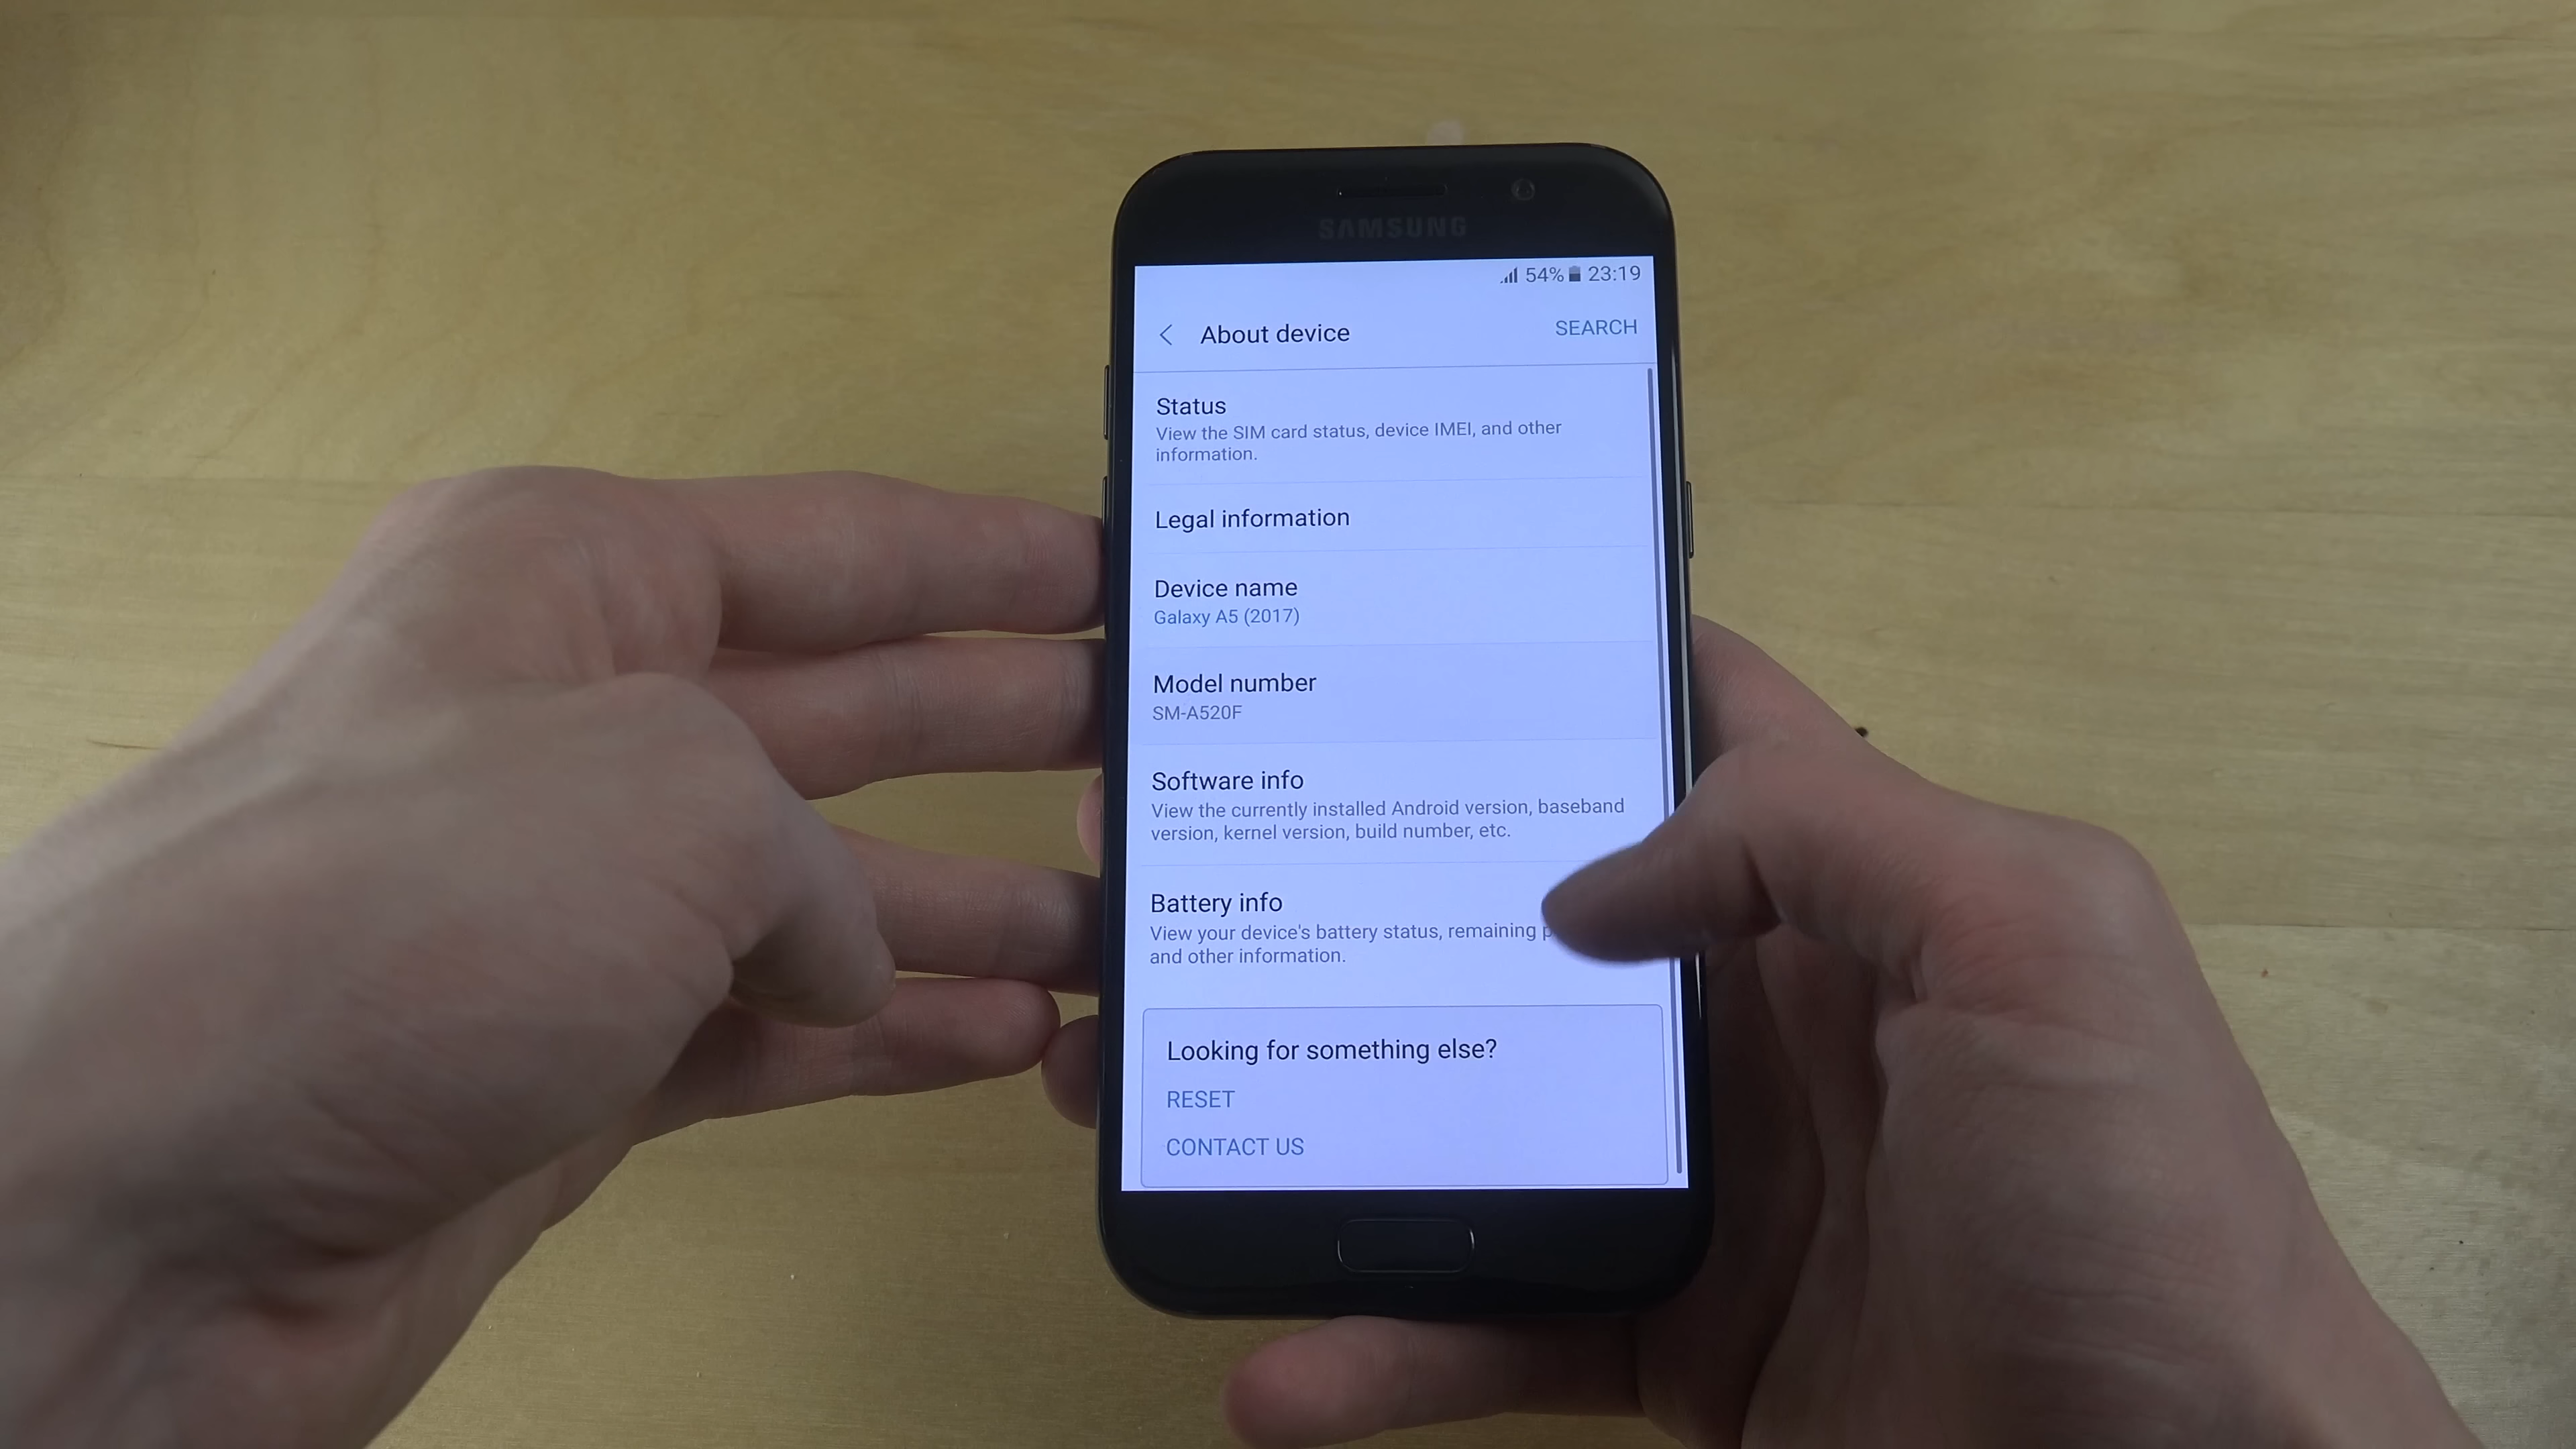 SAMSUNG
54% 23:19
About device
SEARCH
Status
View the SIM card status, device IMEI, and other
information.
Legal information
Device name
Galaxy A5 (2017)
Model number
SM-A520F
Software info
View the currently installed Android version, baseband
version, kernel version, build number, etc.
Battery info
View your device's battery status, remaining
and other information.
Looking for something else?
RESET
CONTACT US